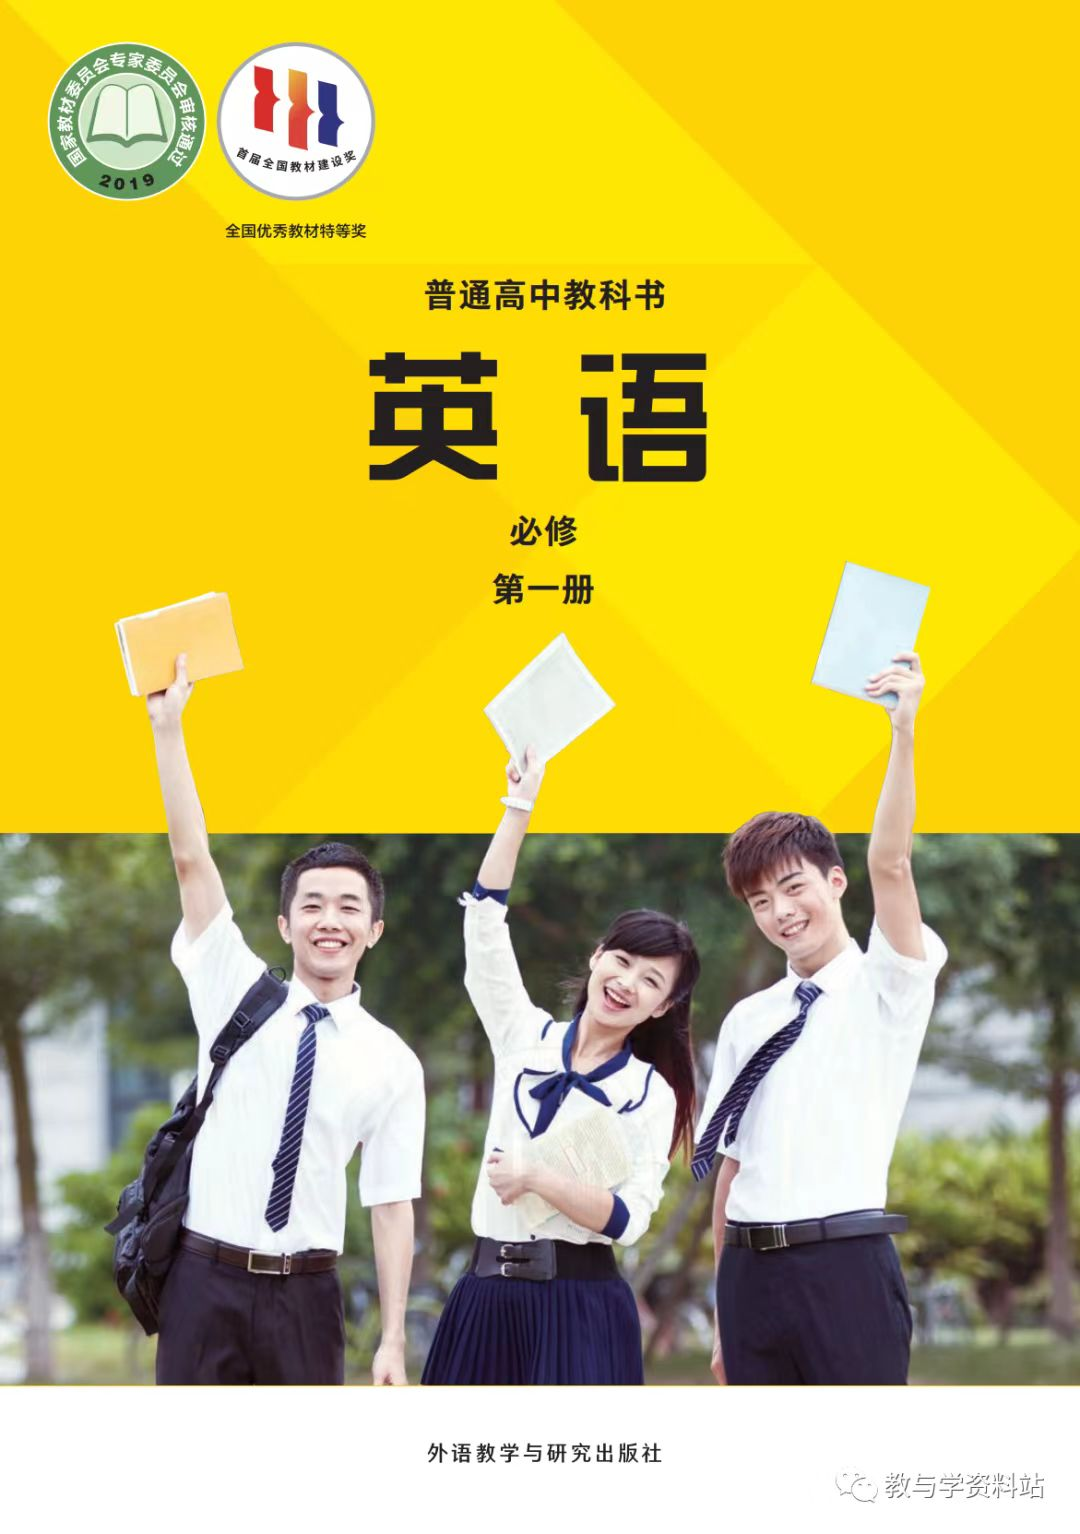 国家教材委员会专家委员会审核通过
2019
首届全国教材建设奖
全国优秀教材特等奖
普通高中教科书
英语
必修
第一册
外语教学与研究出版社
教与学资料站